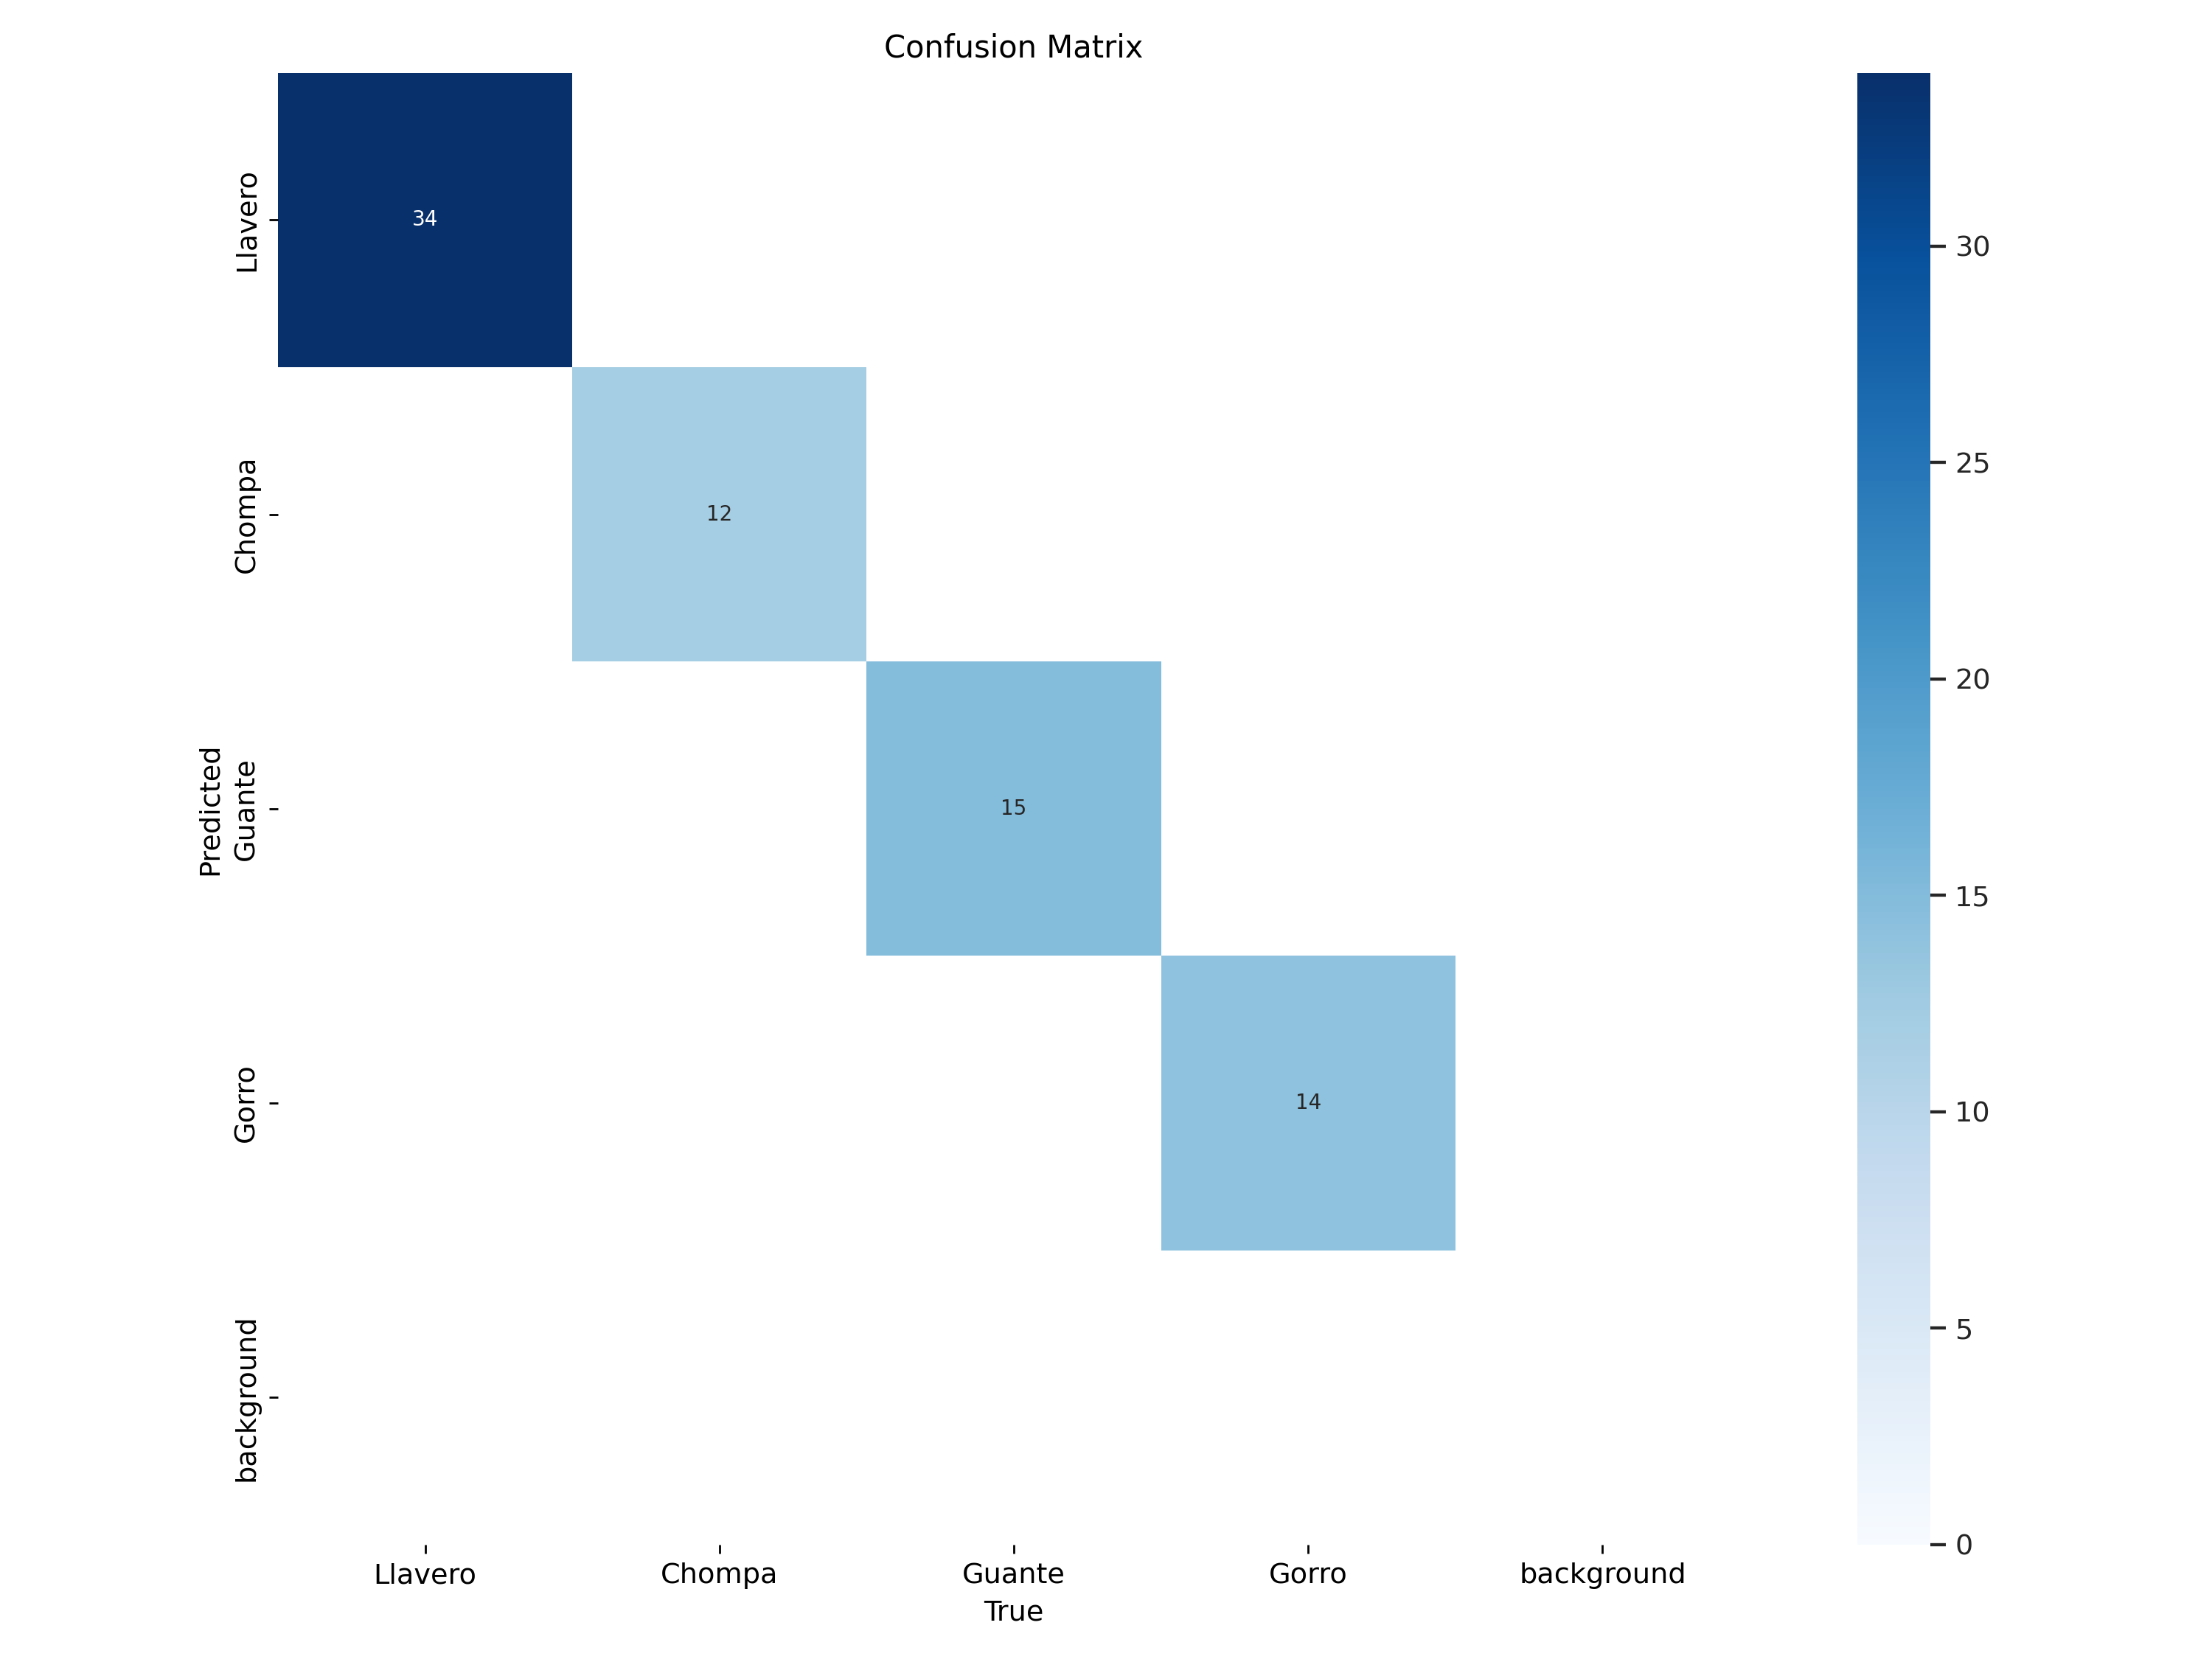 Confusion Matrix
Llavero
34
Chompa
12
Predicted
Guante
15
Gorro
14
background
Llavero
Chompa
Guante
Gorro
background
True
30
25
20
15
10
5
0